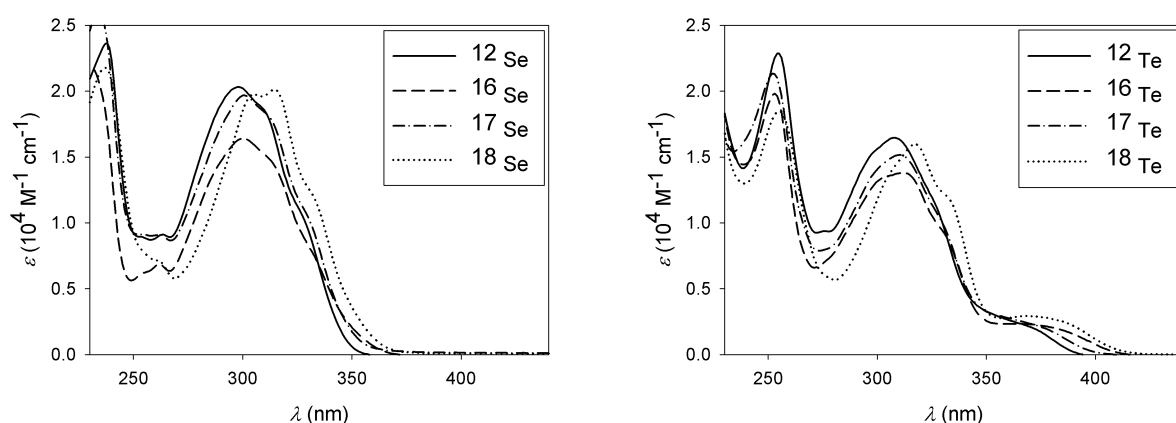 2.5
2.0
1.5
1.0
0.5
0.0
ε (10⁴ M⁻¹ cm⁻¹)
250 300 350 400
λ (nm)
12 Se
16 Se
17 Se
18 Se
2.5
2.0
1.5
1.0
0.5
0.0
ε (10⁴ M⁻¹ cm⁻¹)
250 300 350 400
λ (nm)
12 Te
16 Te
17 Te
18 Te